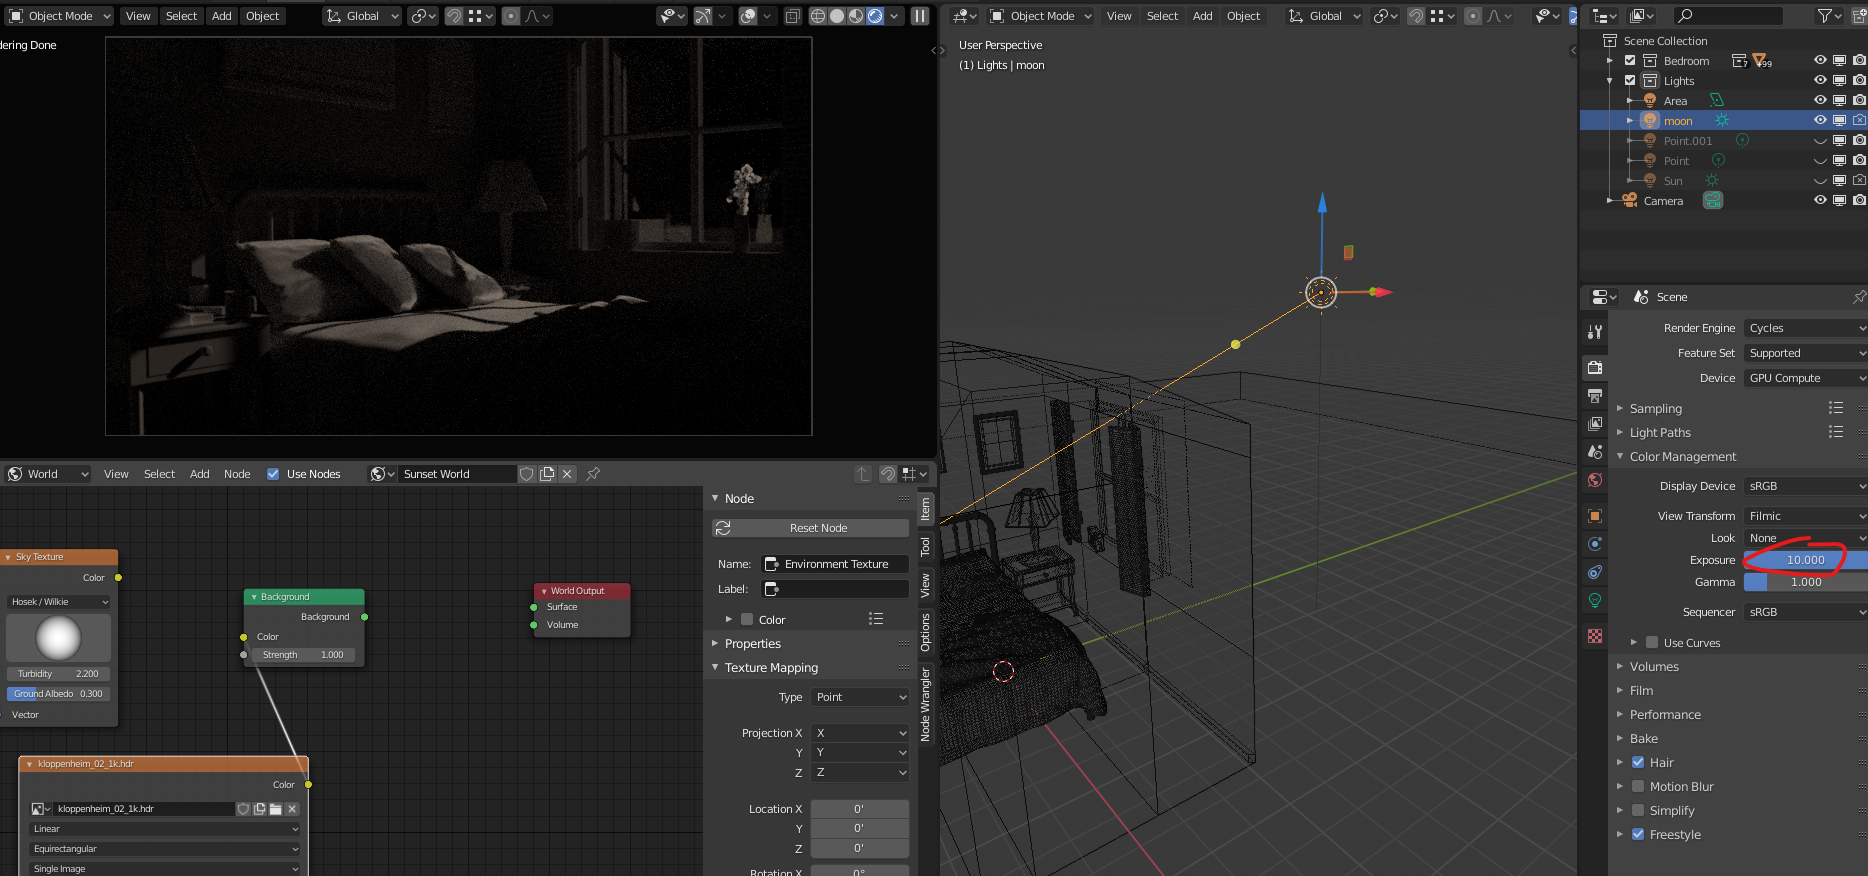 Object Mode View Select Add Object Global
dering Done
Object Mode View Select Add Object Global
User Perspective
(1) Lights | moon
Scene Collection
Bedroom 7 +99
Lights
Area
moon
Point.001
Point
Sun
Camera
Scene
Render Engine Cycles
Feature Set Supported
Device GPU Compute
Sampling
Light Paths
Color Management
Display Device sRGB
View Transform Filmic
Look None
Exposure 10.000
Gamma 1.000
Sequencer sRGB
Use Curves
Volumes
Film
Performance
Bake
Hair
Motion Blur
Simplify
Freestyle
World View Select Add Node Use Nodes Sunset World
Sky Texture
Color
Hosek / Wilkie
Turbidity 2.200
Ground Albedo 0.300
Vector
Background
Background
Color
Strength 1.000
World Output
Surface
Volume
kloppenheim_02_1k.hdr
Color
kloppenheim_02_1k.hdr
Linear
Equirectangular
Single Image
Node
Reset Node
Name: Environment Texture
Label:
Color
Properties
Texture Mapping
Type Point
Projection X X
Y Y
Z Z
Location X 0'
Y 0'
Z 0'
Rotation X 0°
Item
Tool
View
Options
Node Wrangler